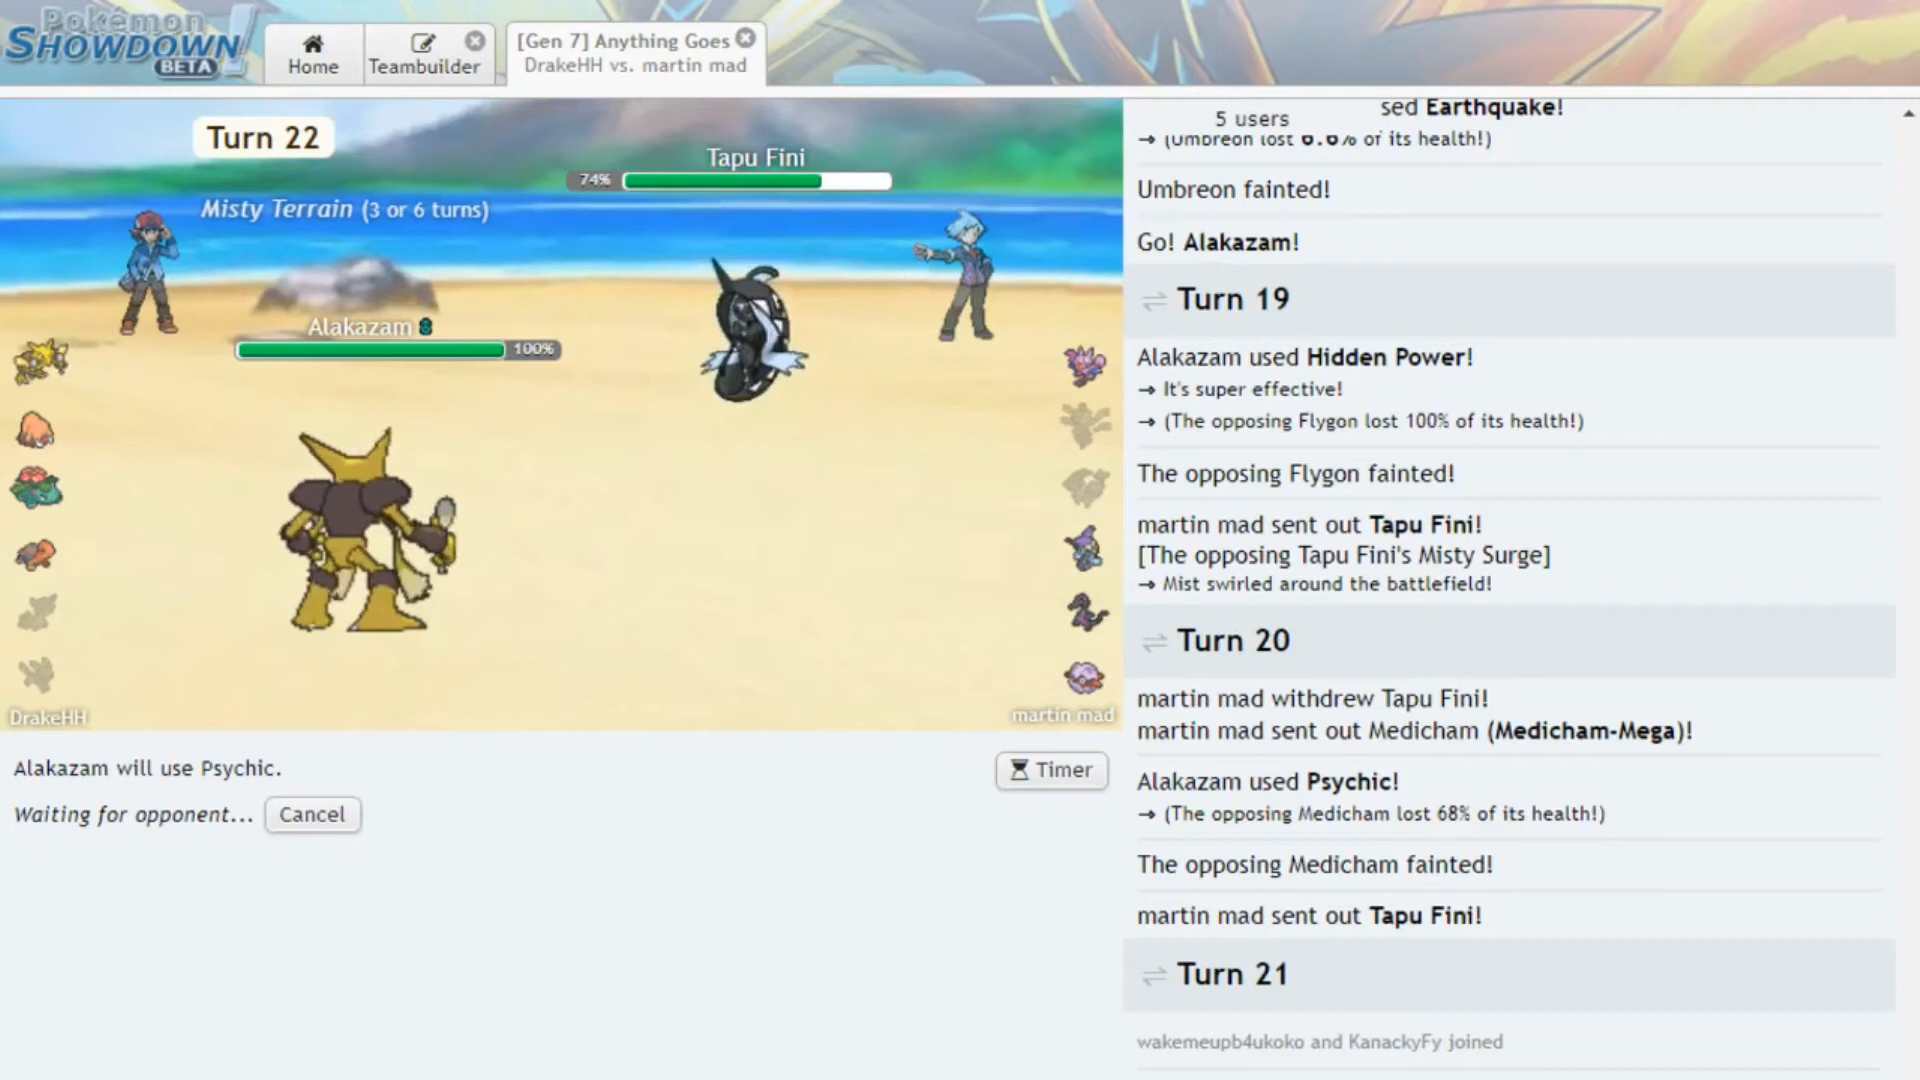 Pokémon
SHOWDOWN!
BETA
Home
Teambuilder
[Gen 7] Anything Goes
DrakeHH vs. martin mad
Turn 22
Misty Terrain (3 or 6 turns)
Tapu Fini
74%
Alakazam
100%
DrakeHH
martin mad
Alakazam will use Psychic.
Waiting for opponent...
Cancel
Timer
5 users
sed Earthquake!
→ (Umbreon lost of its health!)
Umbreon fainted!
Go! Alakazam!
Turn 19
Alakazam used Hidden Power!
→ It's super effective!
→ (The opposing Flygon lost 100% of its health!)
The opposing Flygon fainted!
martin mad sent out Tapu Fini!
[The opposing Tapu Fini's Misty Surge]
→ Mist swirled around the battlefield!
Turn 20
martin mad withdrew Tapu Fini!
martin mad sent out Medicham (Medicham-Mega)!
Alakazam used Psychic!
→ (The opposing Medicham lost 68% of its health!)
The opposing Medicham fainted!
martin mad sent out Tapu Fini!
Turn 21
wakemeupb4ukoko and KanackyFy joined